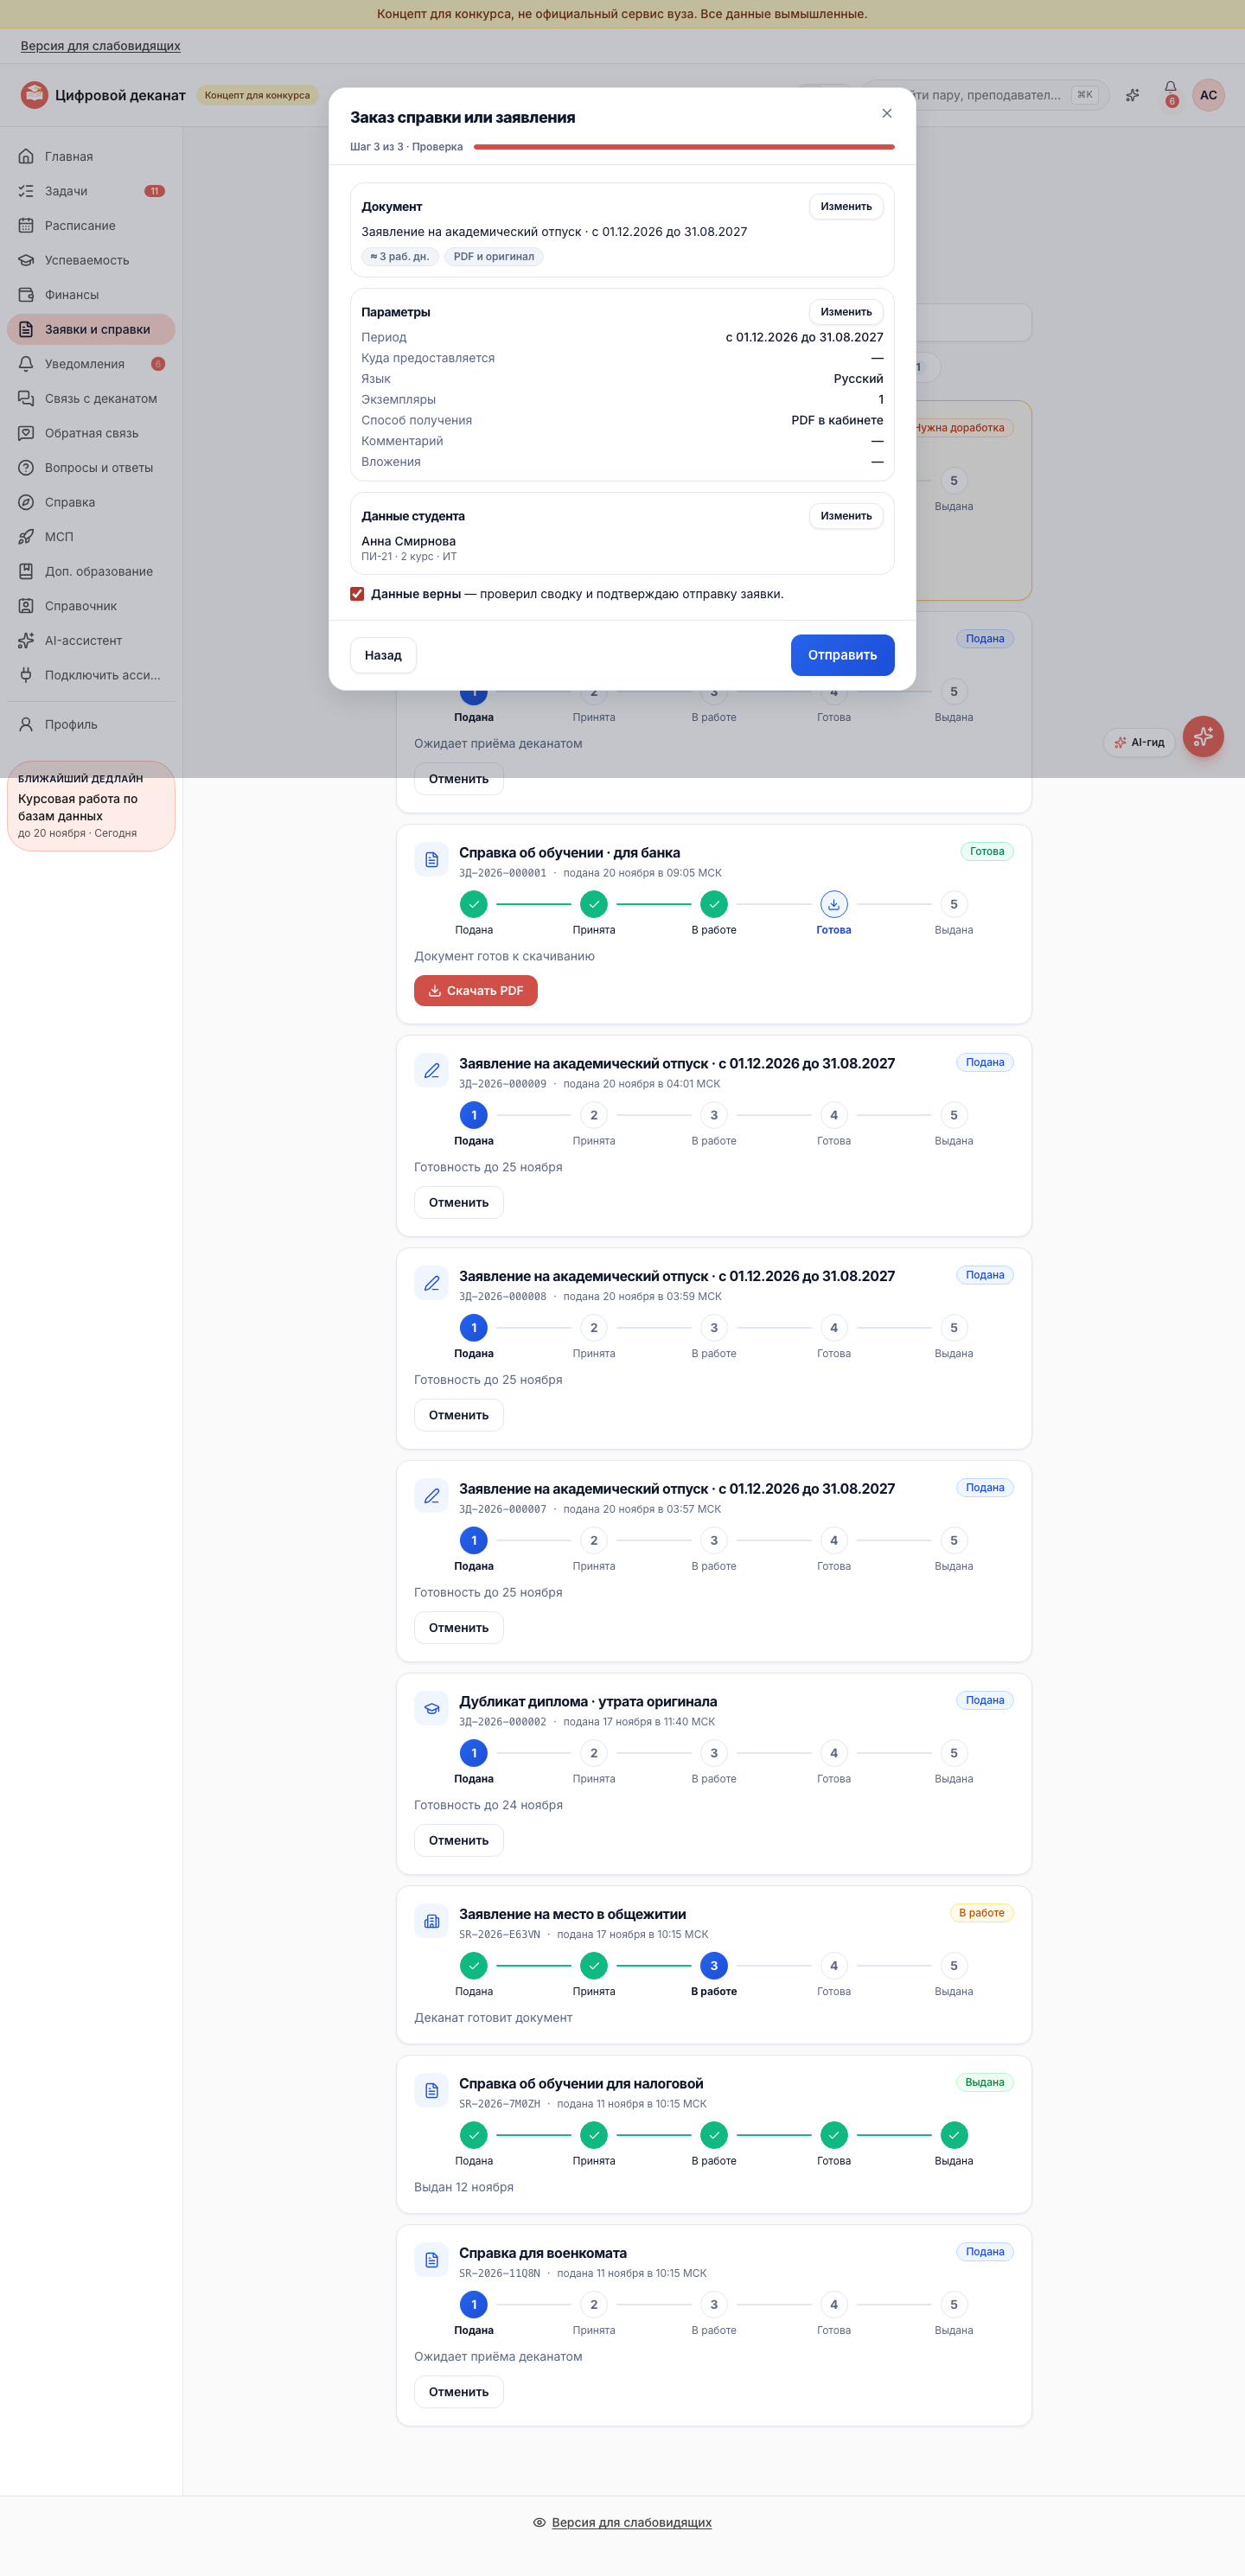 Концепт для конкурса, не официальный сервис вуза. Все данные вымышленные.
Версия для слабовидящих
Цифровой деканат
Концепт для конкурса
преподавател...
⌘K
6
АС
Главная
Задачи
11
Расписание
Успеваемость
Финансы
Заявки и справки
Уведомления
6
Связь с деканатом
Обратная связь
Вопросы и ответы
Справка
МСП
Доп. образование
Справочник
AI-ассистент
Подключить асси...
Профиль
БЛИЖАЙШИЙ ДЕДЛАЙН
Курсовая работа по
базам данных
до 20 ноября · Сегодня
Заказ справки или заявления
Шаг 3 из 3 · Проверка
Документ
Изменить
Заявление на академический отпуск · с 01.12.2026 до 31.08.2027
≈ 3 раб. дн.
PDF и оригинал
Параметры
Изменить
Период
с 01.12.2026 до 31.08.2027
Куда предоставляется
—
Язык
Русский
Экземпляры
1
Способ получения
PDF в кабинете
Комментарий
—
Вложения
—
Данные студента
Изменить
Анна Смирнова
ПИ-21 · 2 курс · ИТ
Данные верны — проверил сводку и подтверждаю отправку заявки.
Назад
Отправить
1
Нужна доработка
5
Выдана
Подана
1
2
3
4
5
Подана
Принята
В работе
Готова
Выдана
Ожидает приёма деканатом
Отменить
AI-гид
Справка об обучении · для банка
Готова
ЗД-2026-000001 · подана 20 ноября в 09:05 МСК
5
Подана
Принята
В работе
Готова
Выдана
Документ готов к скачиванию
Скачать PDF
Заявление на академический отпуск · с 01.12.2026 до 31.08.2027
Подана
ЗД-2026-000009 · подана 20 ноября в 04:01 МСК
1
2
3
4
5
Подана
Принята
В работе
Готова
Выдана
Готовность до 25 ноября
Отменить
Заявление на академический отпуск · с 01.12.2026 до 31.08.2027
Подана
ЗД-2026-000008 · подана 20 ноября в 03:59 МСК
1
2
3
4
5
Подана
Принята
В работе
Готова
Выдана
Готовность до 25 ноября
Отменить
Заявление на академический отпуск · с 01.12.2026 до 31.08.2027
Подана
ЗД-2026-000007 · подана 20 ноября в 03:57 МСК
1
2
3
4
5
Подана
Принята
В работе
Готова
Выдана
Готовность до 25 ноября
Отменить
Дубликат диплома · утрата оригинала
Подана
ЗД-2026-000002 · подана 17 ноября в 11:40 МСК
1
2
3
4
5
Подана
Принята
В работе
Готова
Выдана
Готовность до 24 ноября
Отменить
Заявление на место в общежитии
В работе
SR-2026-E63VN · подана 17 ноября в 10:15 МСК
3
4
5
Подана
Принята
В работе
Готова
Выдана
Деканат готовит документ
Справка об обучении для налоговой
Выдана
SR-2026-7M0ZH · подана 11 ноября в 10:15 МСК
Подана
Принята
В работе
Готова
Выдана
Выдан 12 ноября
Справка для военкомата
Подана
SR-2026-11Q8N · подана 11 ноября в 10:15 МСК
1
2
3
4
5
Подана
Принята
В работе
Готова
Выдана
Ожидает приёма деканатом
Отменить
Версия для слабовидящих